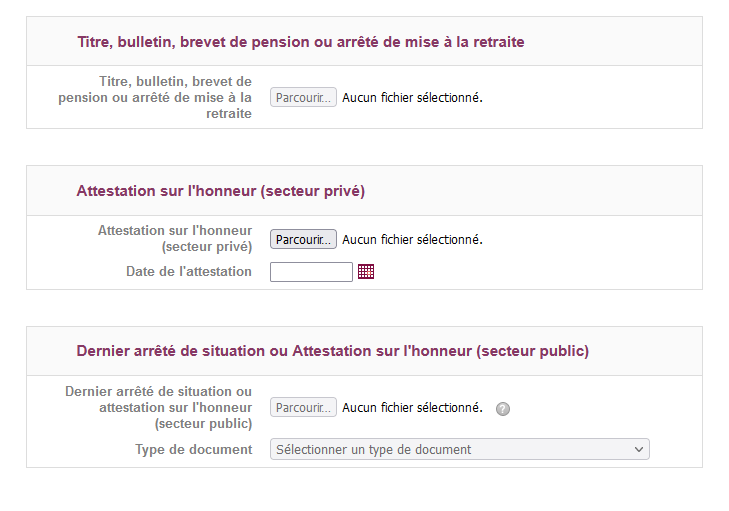 Titre, bulletin, brevet de pension ou arrêté de mise à la retraite
Titre, bulletin, brevet de
pension ou arrêté de mise à la
retraite
Parcourir... Aucun fichier sélectionné.
Attestation sur l'honneur (secteur privé)
Attestation sur l'honneur
(secteur privé)
Parcourir... Aucun fichier sélectionné.
Date de l'attestation
Dernier arrêté de situation ou Attestation sur l'honneur (secteur public)
Dernier arrêté de situation ou
attestation sur l'honneur
(secteur public)
Parcourir... Aucun fichier sélectionné. ?
Type de document Sélectionner un type de document